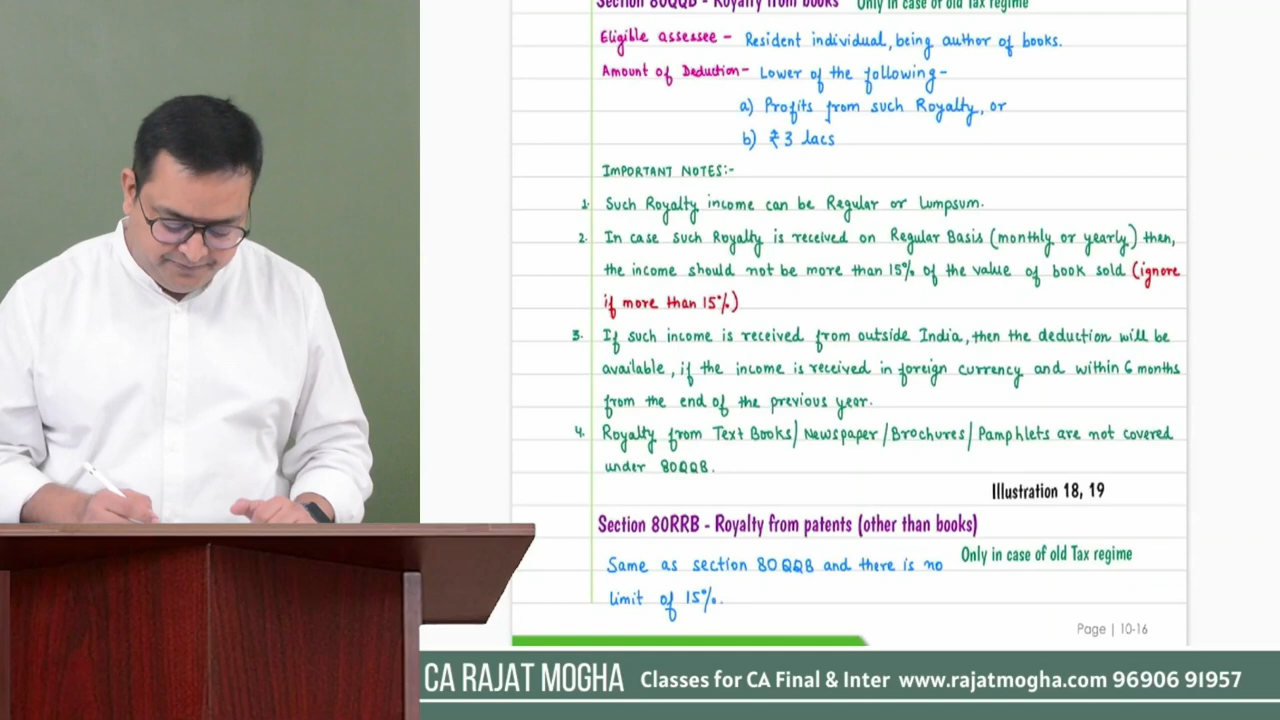 Section 80QQB - Royalty from books Only in case of old Tax regime
Eligible assessee - Resident individual, being author of books.
Amount of Deduction - Lower of the following -
a) Profits from such Royalty, or
b) ₹3 lacs
IMPORTANT NOTES:-
1. Such Royalty income can be Regular or Lumpsum.
2. In case such Royalty is received on Regular Basis (monthly or yearly) then,
the income should not be more than 15% of the value of book sold (ignore
if more than 15%)
3. If such income is received from outside India, then the deduction will be
available, if the income is received in foreign currency and within 6 months
from the end of the previous year.
4. Royalty from Text Books/Newspaper/Brochures/Pamphlets are not covered
under 80QQB.
Illustration 18, 19
Section 80RRB - Royalty from patents (other than books)
Same as section 80QQB and there is no Only in case of old Tax regime
limit of 15%.
Page | 10-16
CA RAJAT MOGHA Classes for CA Final & Inter www.rajatmogha.com 96906 91957